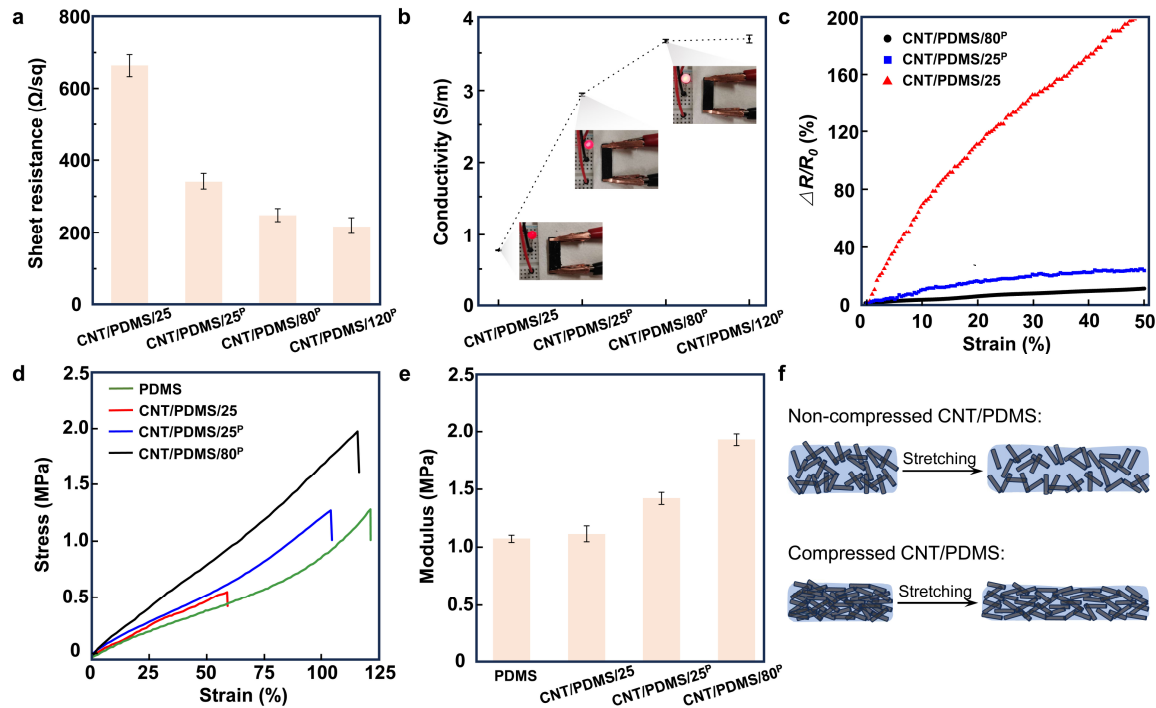 a
Sheet resistance (Ω/sq)
800
600
400
200
0
CNT/PDMS/25
CNT/PDMS/25ᴾ
CNT/PDMS/80ᴾ
CNT/PDMS/120ᴾ
b
Conductivity (S/m)
4
3
2
1
0
CNT/PDMS/25
CNT/PDMS/25ᴾ
CNT/PDMS/80ᴾ
CNT/PDMS/120ᴾ
c
△R/R₀ (%)
200
160
120
80
40
0
CNT/PDMS/80ᴾ
CNT/PDMS/25ᴾ
CNT/PDMS/25
0 10 20 30 40 50
Strain (%)
d
Stress (MPa)
2.5
2.0
1.5
1.0
0.5
0
PDMS
CNT/PDMS/25
CNT/PDMS/25ᴾ
CNT/PDMS/80ᴾ
0 25 50 75 100 125
Strain (%)
e
Modulus (MPa)
2.5
2.0
1.5
1.0
0.5
0
PDMS
CNT/PDMS/25
CNT/PDMS/25ᴾ
CNT/PDMS/80ᴾ
f
Non-compressed CNT/PDMS:
Stretching
Compressed CNT/PDMS:
Stretching